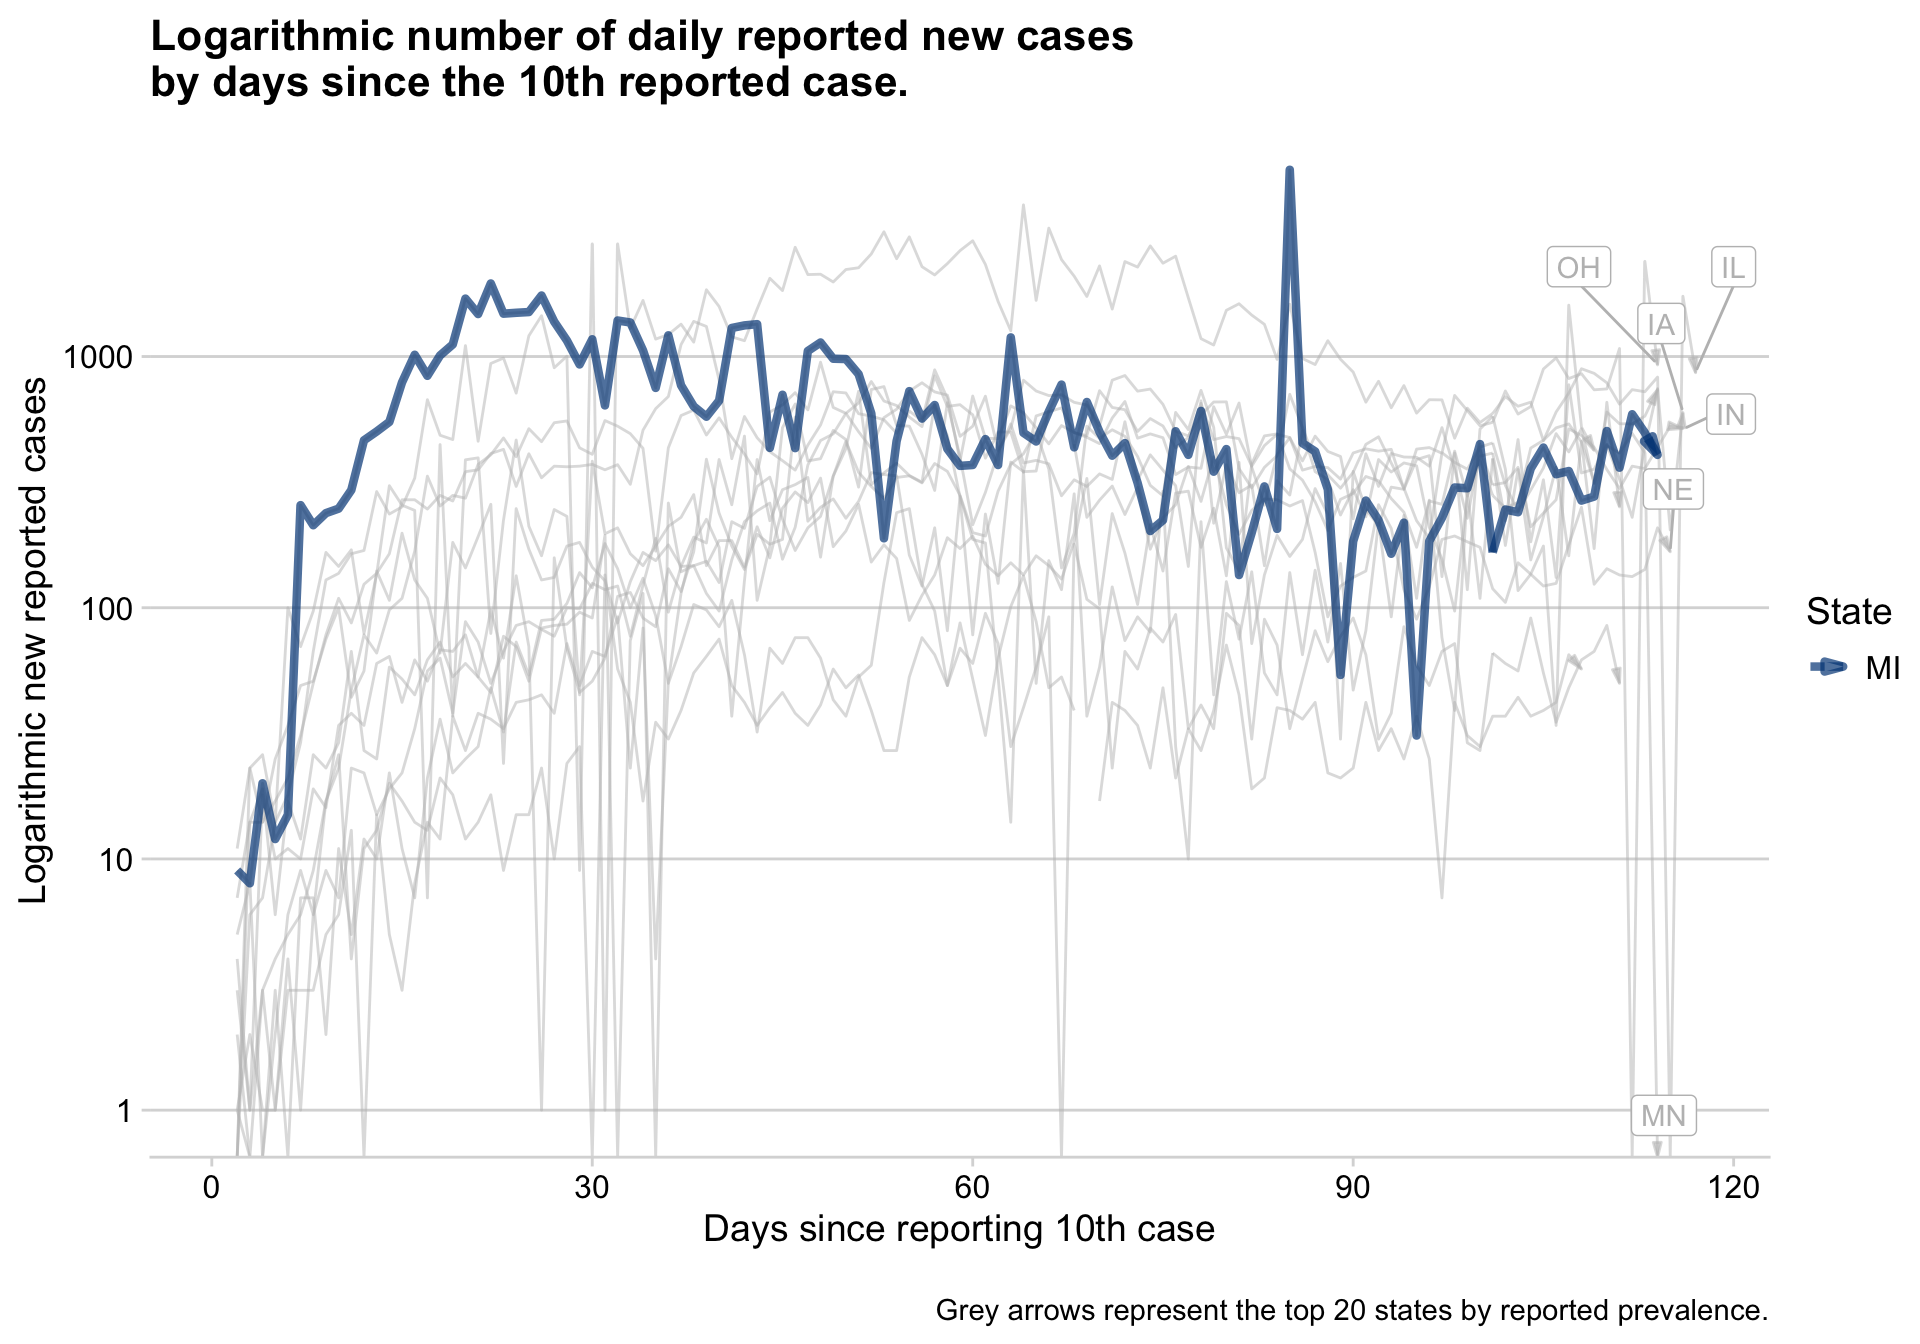 Logarithmic number of daily reported new cases
by days since the 10th reported case.
Logarithmic new reported cases
1000
100
10
1
OH
IL
IA
IN
NE
MN
State
MI
0
30
60
90
120
Days since reporting 10th case
Grey arrows represent the top 20 states by reported prevalence.